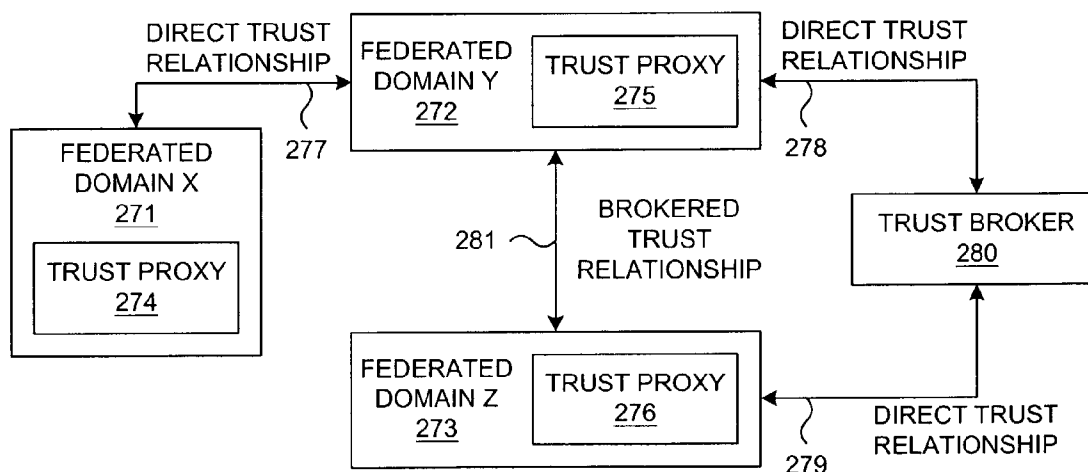 DIRECT TRUST
RELATIONSHIP
277
FEDERATED
DOMAIN X
271
TRUST PROXY
274
FEDERATED
DOMAIN Y
272
TRUST PROXY
275
DIRECT TRUST
RELATIONSHIP
278
281
BROKERED
TRUST
RELATIONSHIP
TRUST BROKER
280
FEDERATED
DOMAIN Z
273
TRUST PROXY
276
279
DIRECT TRUST
RELATIONSHIP